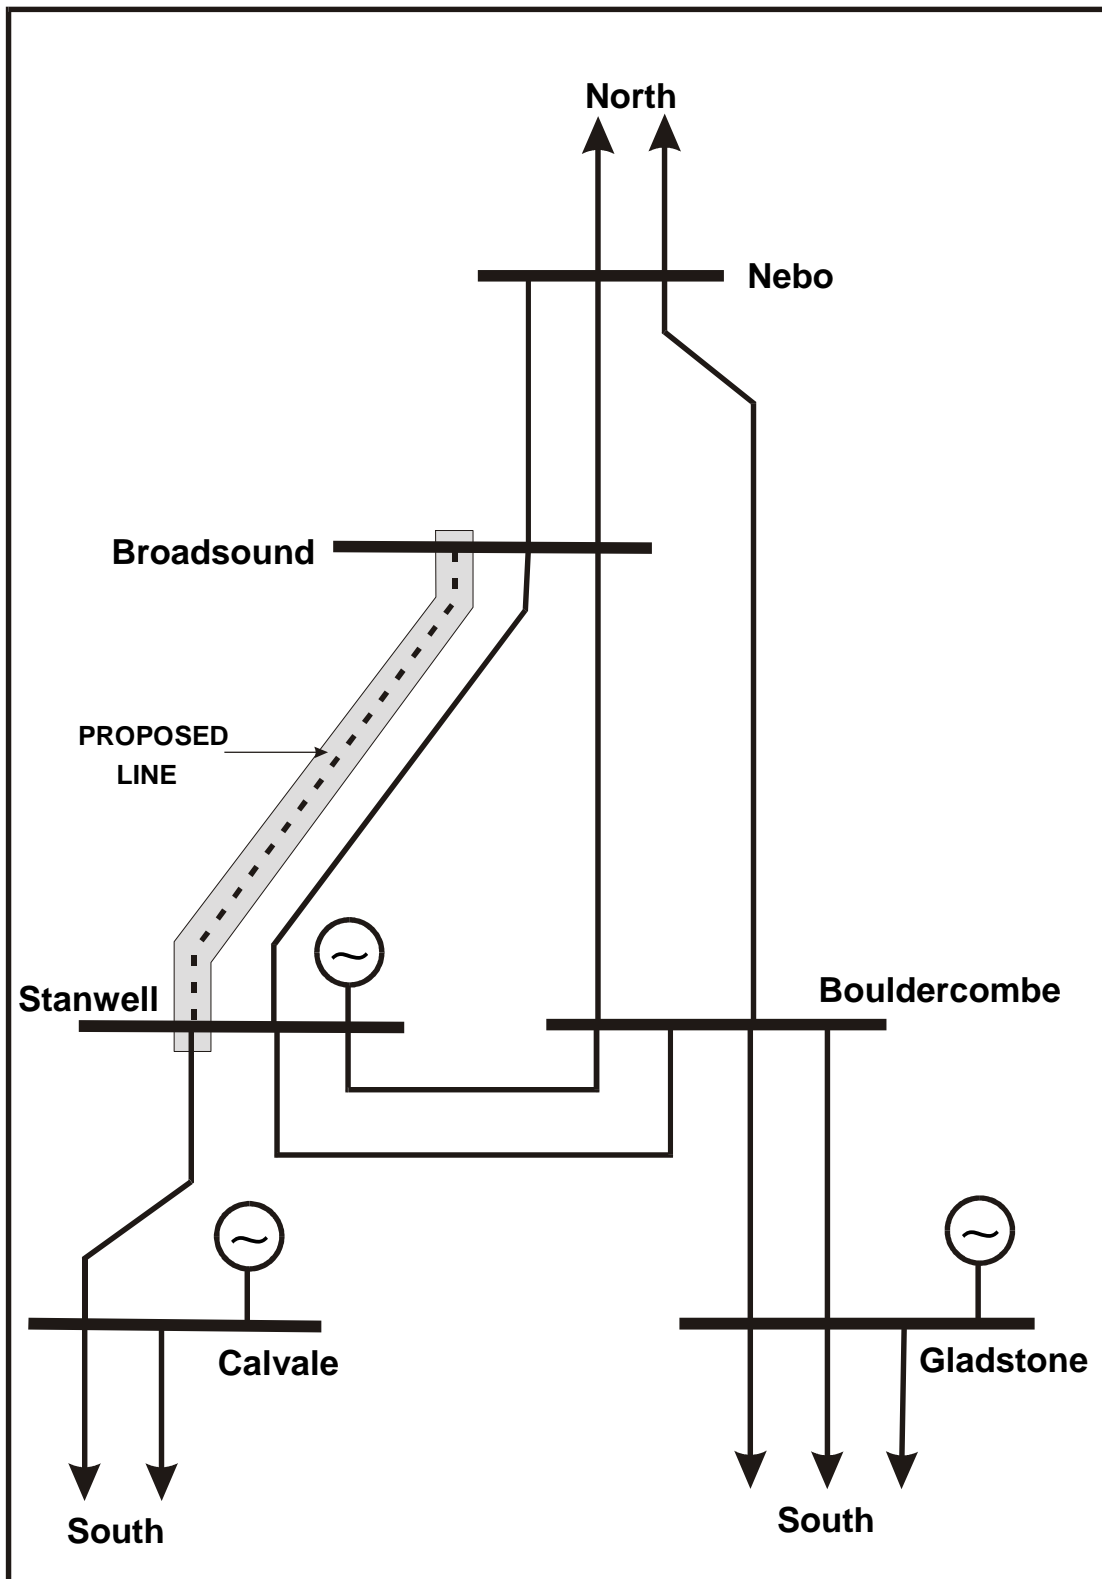 North
Nebo
Broadsound
PROPOSED
LINE
Stanwell
Bouldercombe
Calvale
Gladstone
South
South